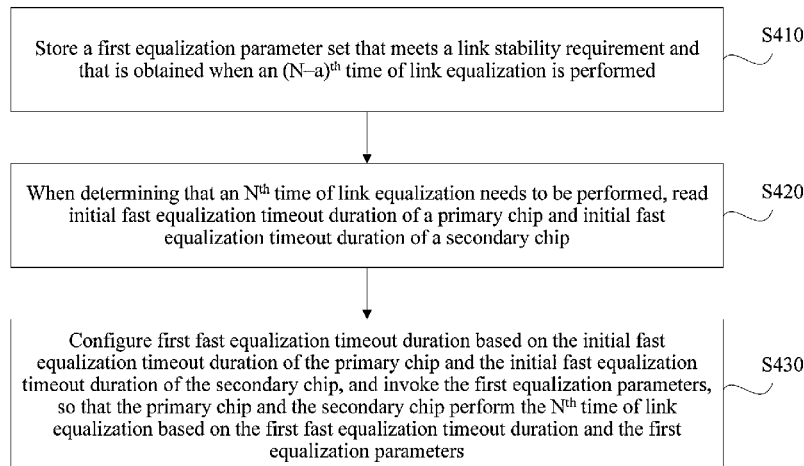 Store a first equalization parameter set that meets a link stability requirement and
that is obtained when an (N–a)th time of link equalization is performed
S410
When determining that an Nth time of link equalization needs to be performed, read
initial fast equalization timeout duration of a primary chip and initial fast
equalization timeout duration of a secondary chip
S420
Configure first fast equalization timeout duration based on the initial fast
equalization timeout duration of the primary chip and the initial fast equalization
timeout duration of the secondary chip, and invoke the first equalization parameters,
so that the primary chip and the secondary chip perform the Nth time of link
equalization based on the first fast equalization timeout duration and the first
equalization parameters
S430